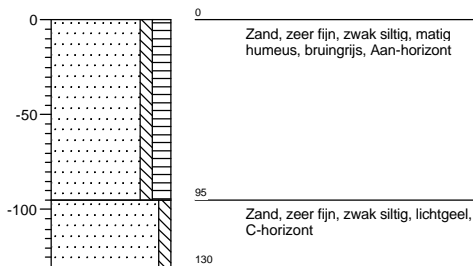 0
-50
-100
0
Zand, zeer fijn, zwak siltig, matig
humeus, bruingrijs, Aan-horizont
95
Zand, zeer fijn, zwak siltig, lichtgeel,
C-horizont
130